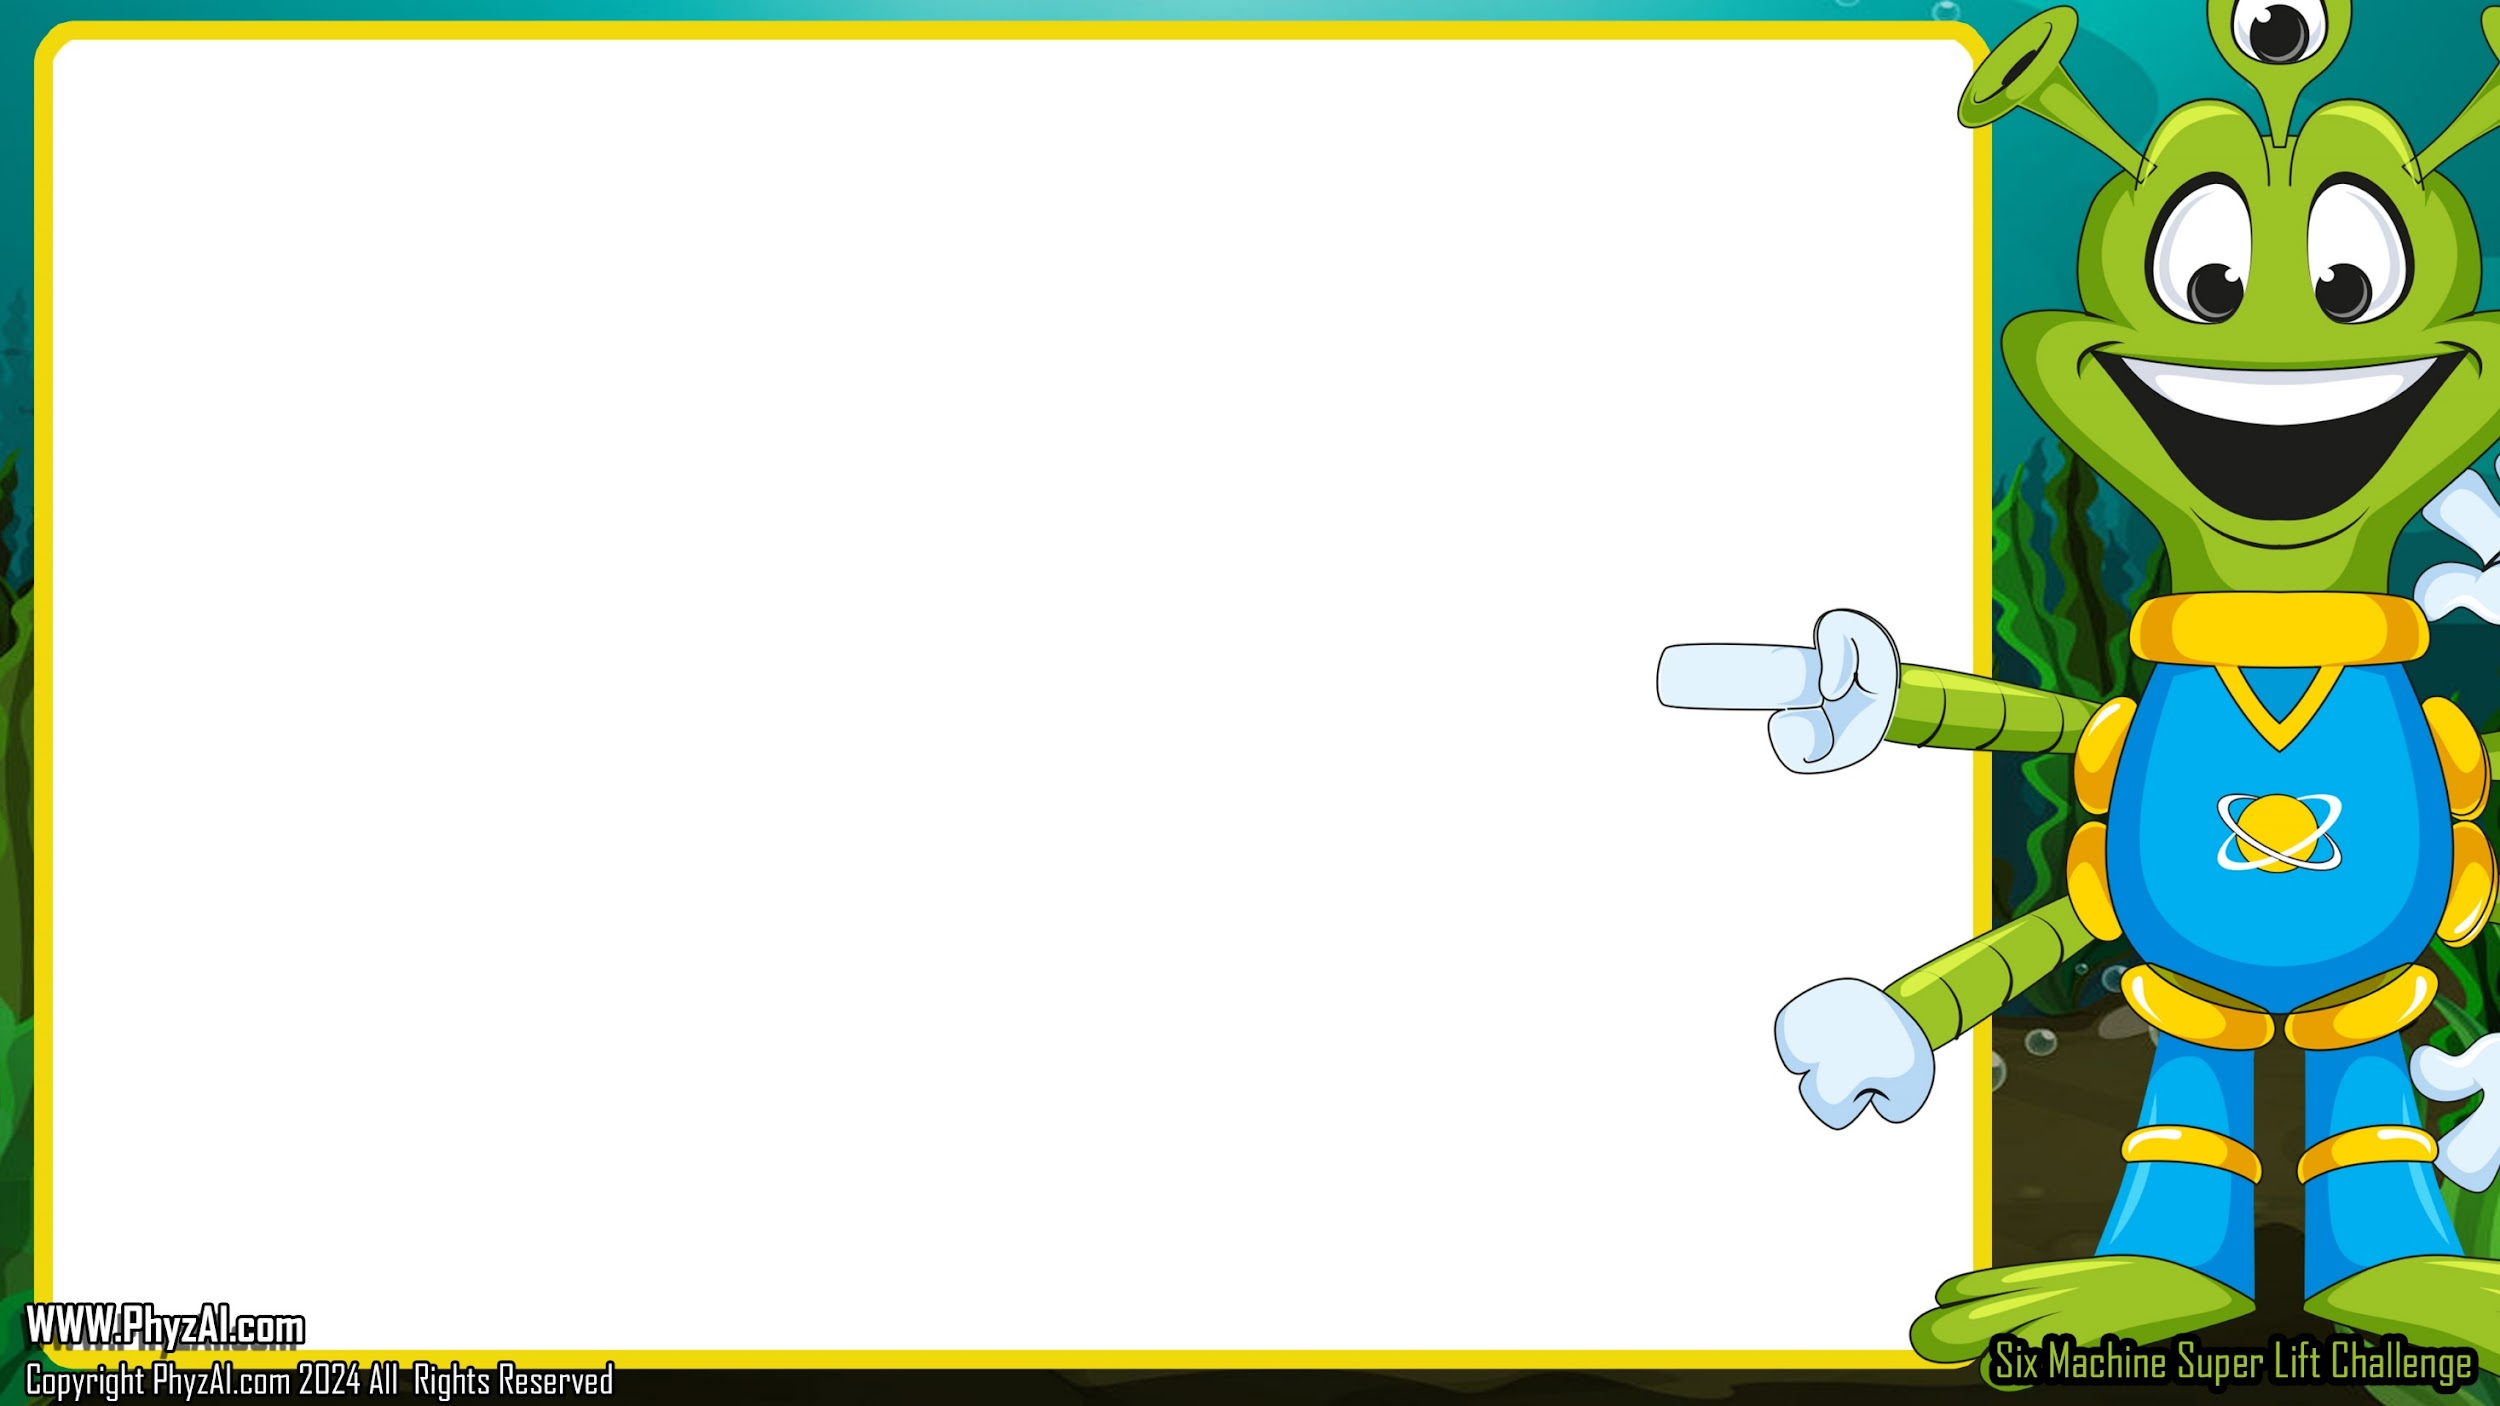 WWW.PhyzAI.com
Copyright PhyzAI.com 2024 All Rights Reserved
Six Machine Super Lift Challenge